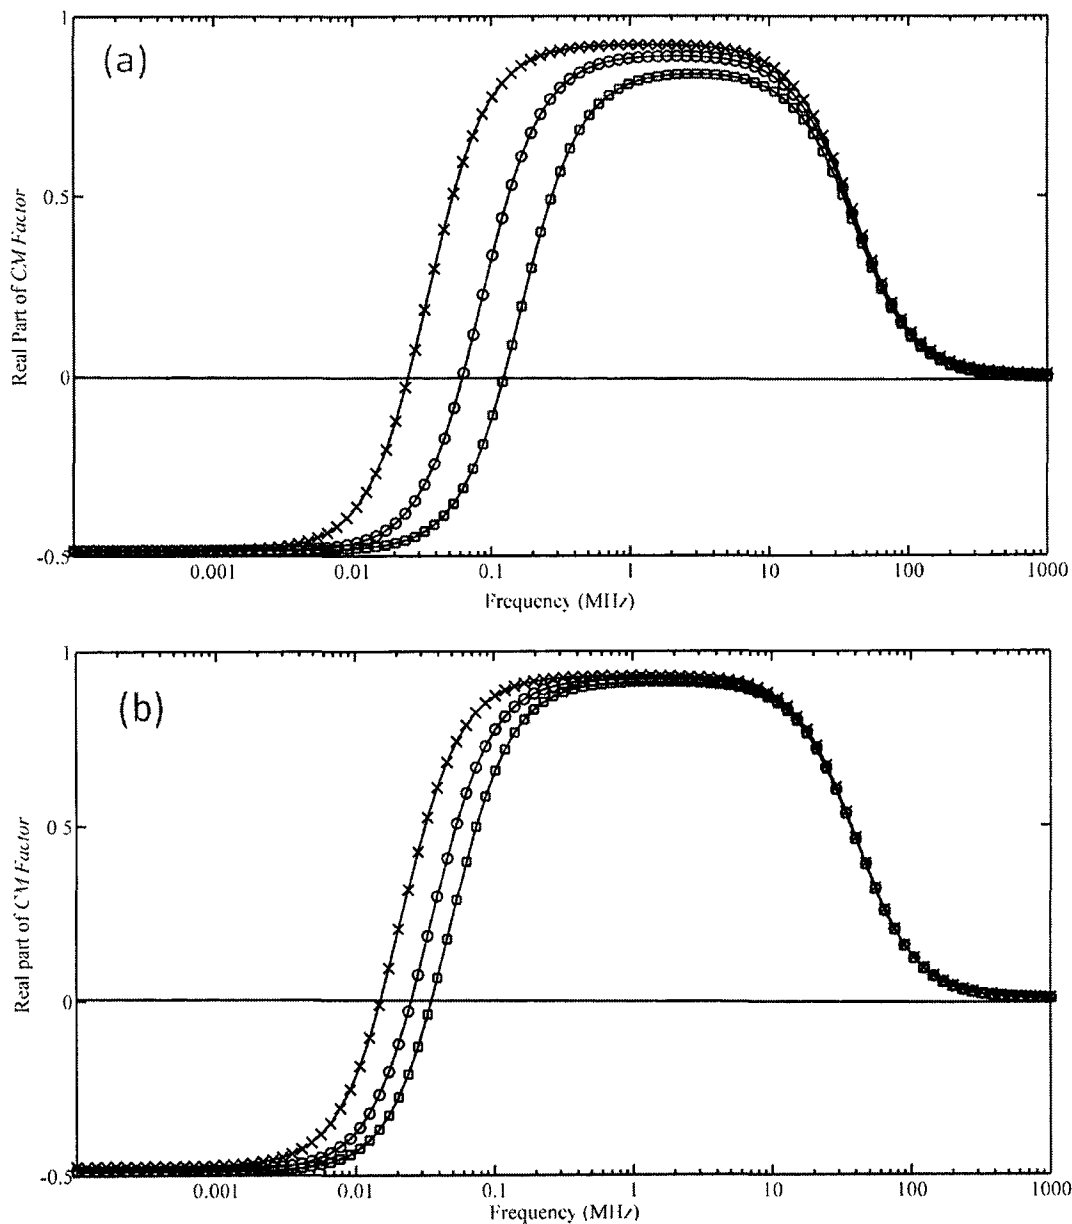 1
(a)
0.5
0
-0.5
Real Part of CM Factor
0.001 0.01 0.1 1 10 100 1000
Frequency (MHz)
1
(b)
0 5
0
-0.5
Real part of CM Factor
0.001 0.01 0.1 1 10 100 1000
Frequency (MHz)